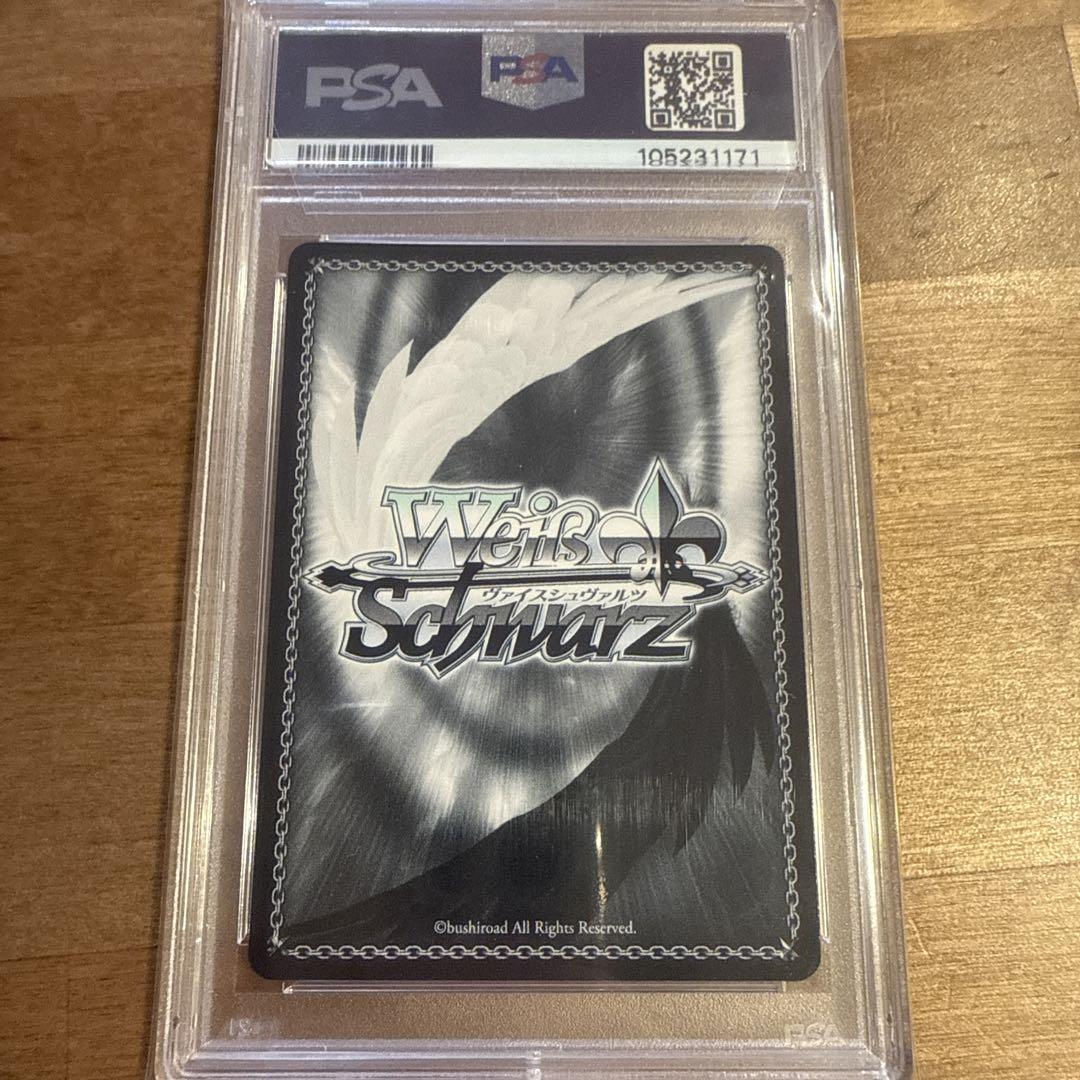 PSA
PSA
105231171
Weiß
ヴァイスシュヴァルツ
Schwarz
©bushiroad All Rights Reserved.
PSA